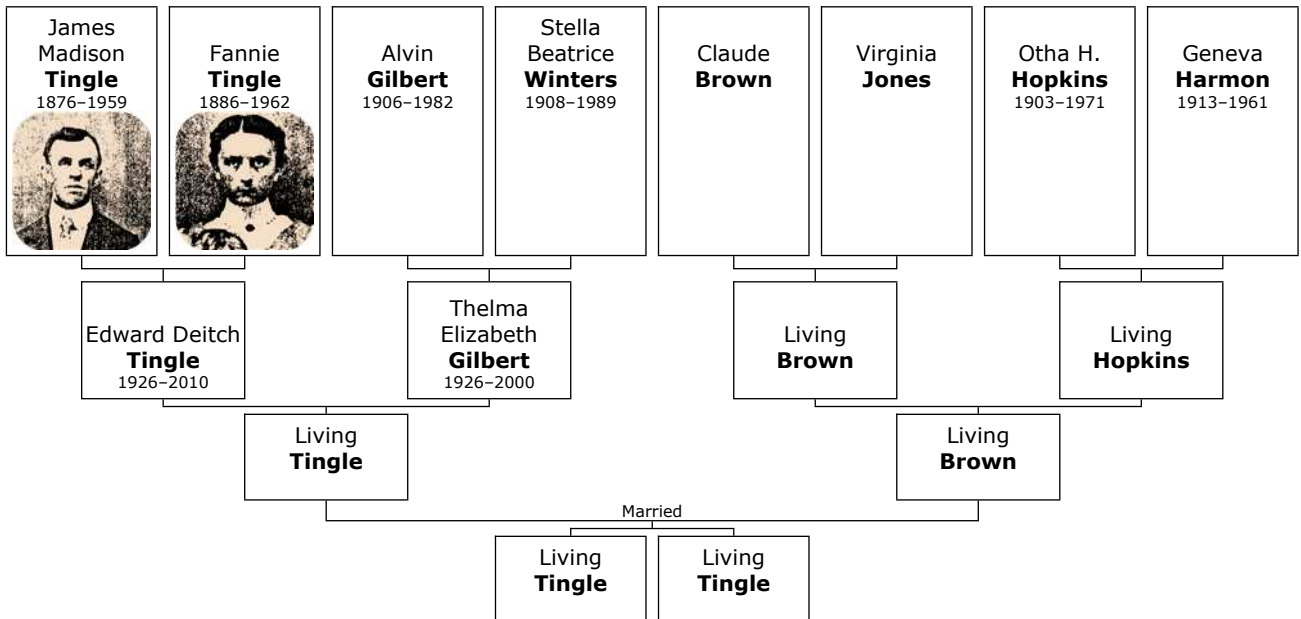 James
Madison
Tingle
1876–1959
Fannie
Tingle
1886–1962
Alvin
Gilbert
1906–1982
Stella
Beatrice
Winters
1908–1989
Claude
Brown
Virginia
Jones
Otha H.
Hopkins
1903–1971
Geneva
Harmon
1913–1961
Edward Deitch
Tingle
1926–2010
Thelma
Elizabeth
Gilbert
1926–2000
Living
Brown
Living
Hopkins
Living
Tingle
Living
Brown
Married
Living
Tingle
Living
Tingle